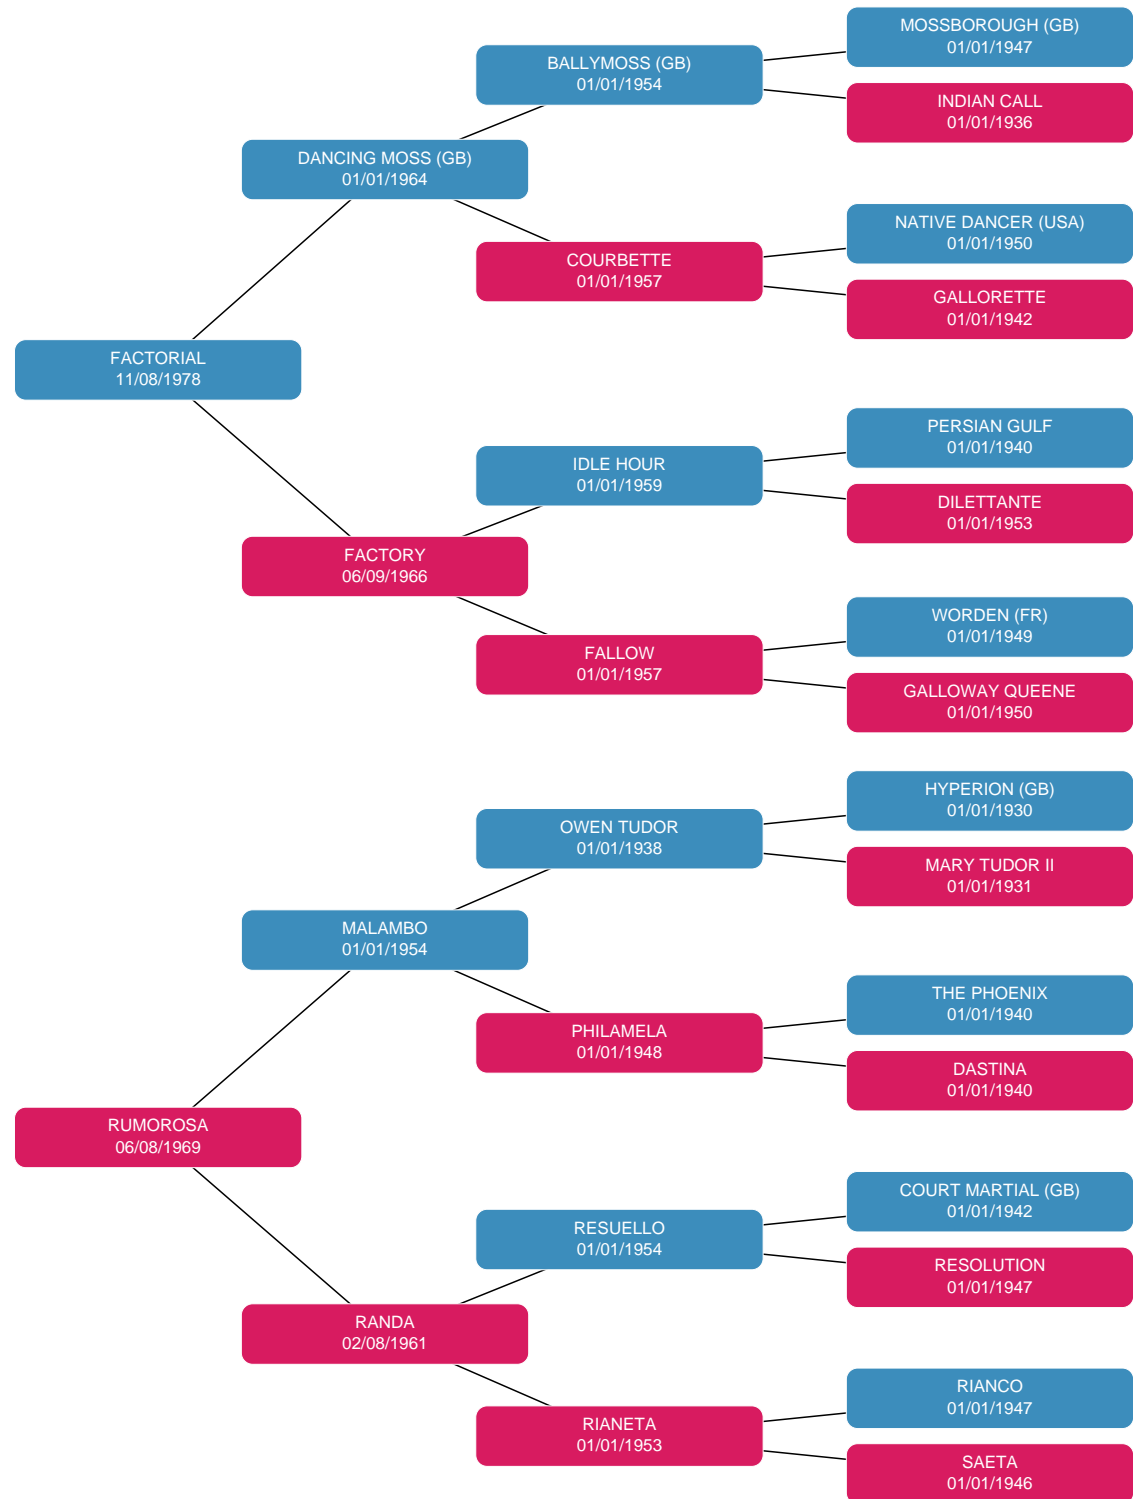 MOSSBOROUGH (GB)
01/01/1947
BALLYMOSS (GB)
01/01/1954
INDIAN CALL
01/01/1936
DANCING MOSS (GB)
01/01/1964
NATIVE DANCER (USA)
01/01/1950
COURBETTE
01/01/1957
GALLORETTE
01/01/1942
FACTORIAL
11/08/1978
PERSIAN GULF
01/01/1940
IDLE HOUR
01/01/1959
DILETTANTE
01/01/1953
FACTORY
06/09/1966
WORDEN (FR)
01/01/1949
FALLOW
01/01/1957
GALLOWAY QUEENE
01/01/1950
HYPERION (GB)
01/01/1930
OWEN TUDOR
01/01/1938
MARY TUDOR II
01/01/1931
MALAMBO
01/01/1954
THE PHOENIX
01/01/1940
PHILAMELA
01/01/1948
DASTINA
01/01/1940
RUMOROSA
06/08/1969
COURT MARTIAL (GB)
01/01/1942
RESUELLO
01/01/1954
RESOLUTION
01/01/1947
RANDA
02/08/1961
RIANCO
01/01/1947
RIANETA
01/01/1953
SAETA
01/01/1946